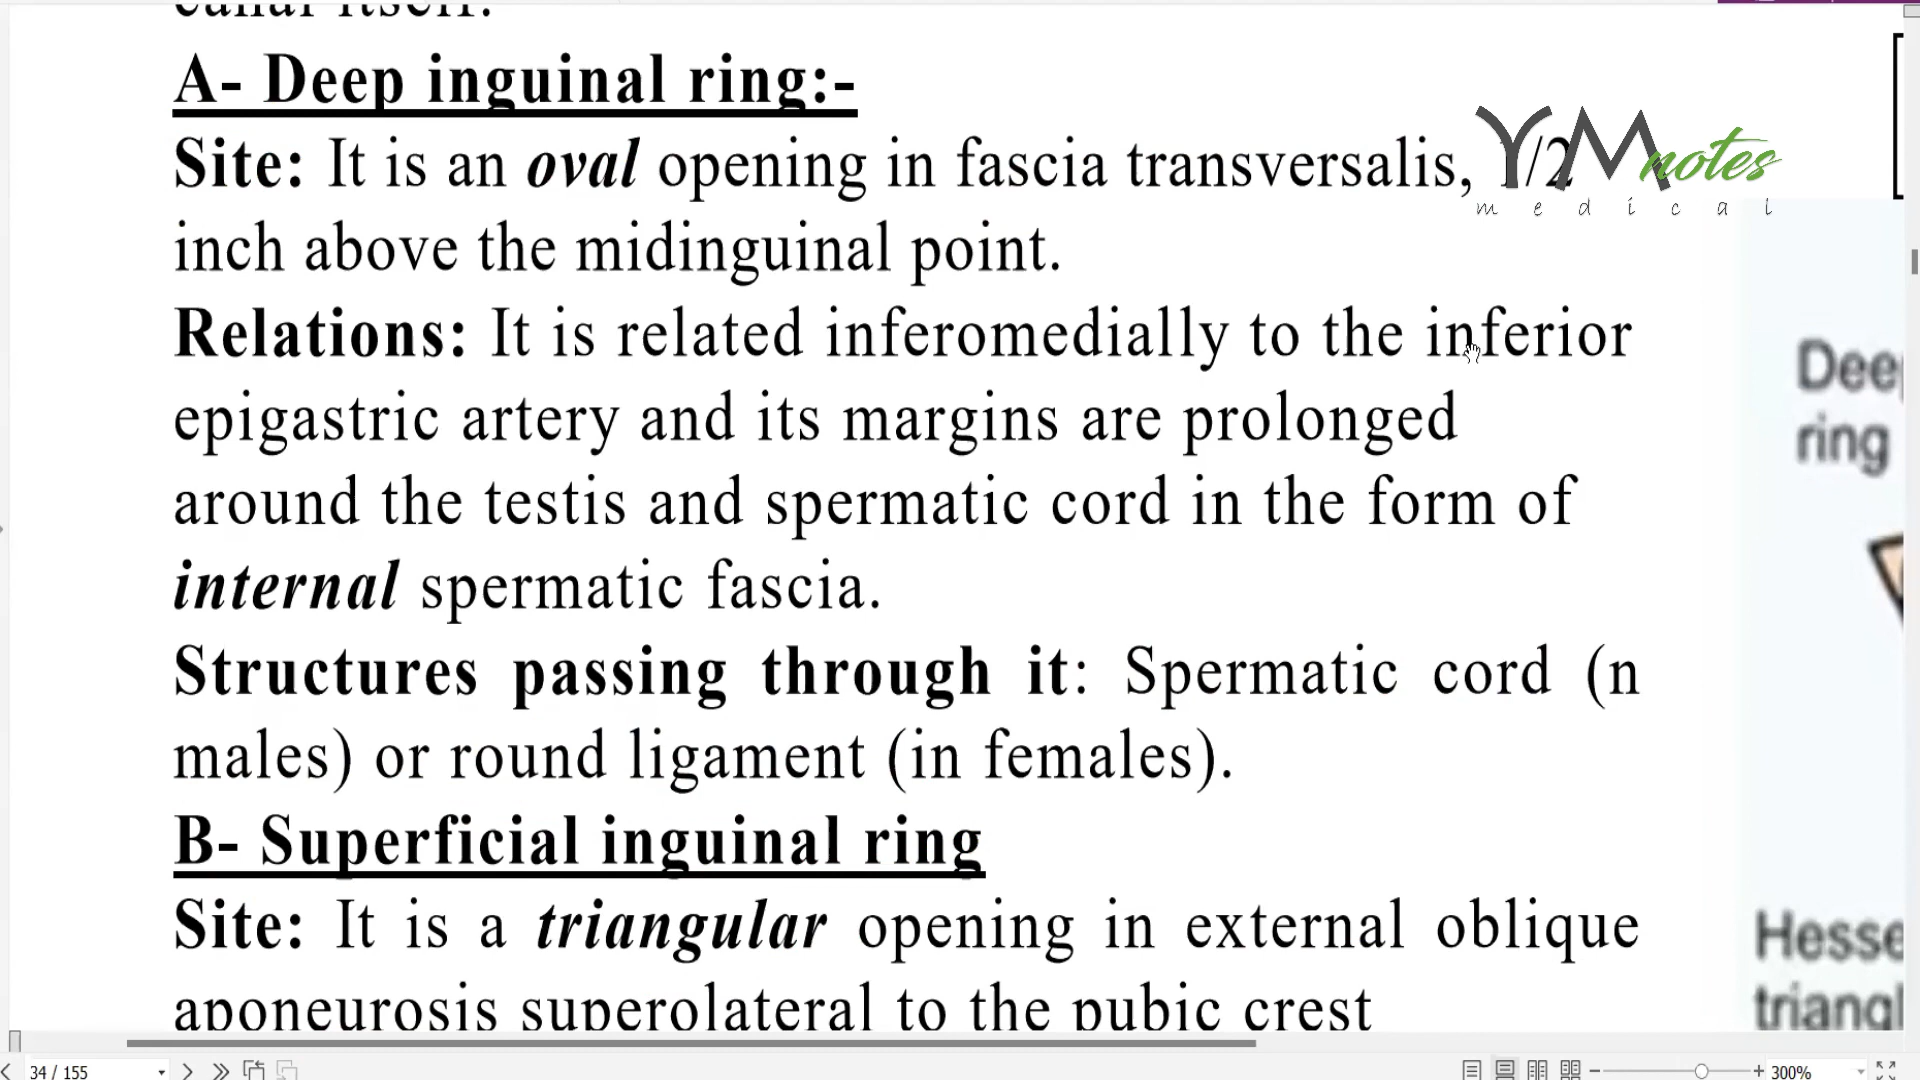 canal itself.
A- Deep inguinal ring:-
Site: It is an oval opening in fascia transversalis, 1/2
inch above the midinguinal point.
Relations: It is related inferomedially to the inferior
epigastric artery and its margins are prolonged
around the testis and spermatic cord in the form of
internal spermatic fascia.
Structures passing through it: Spermatic cord (n
males) or round ligament (in females).
B- Superficial inguinal ring
Site: It is a triangular opening in external oblique
aponeurosis superolateral to the pubic crest
YM notes
medical
Deep
ring
Hesse
triangl
34 / 155
300%